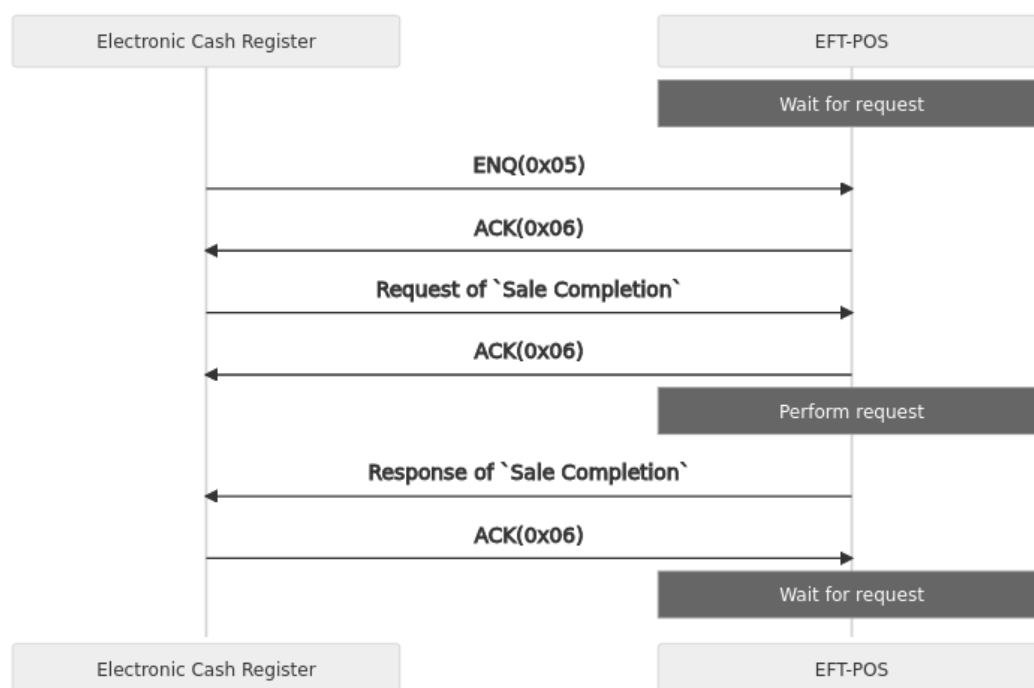 Electronic Cash Register
EFT-POS
Wait for request
ENQ(0x05)
ACK(0x06)
Request of `Sale Completion`
ACK(0x06)
Perform request
Response of `Sale Completion`
ACK(0x06)
Wait for request
Electronic Cash Register
EFT-POS